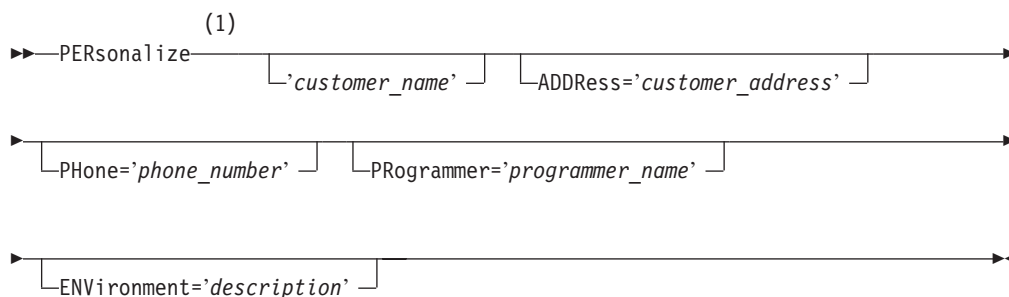 (1)
PERsonalize
'customer_name' ADDRess='customer_address'
PHone='phone_number' PRogrammer='programmer_name'
ENVironment='description'